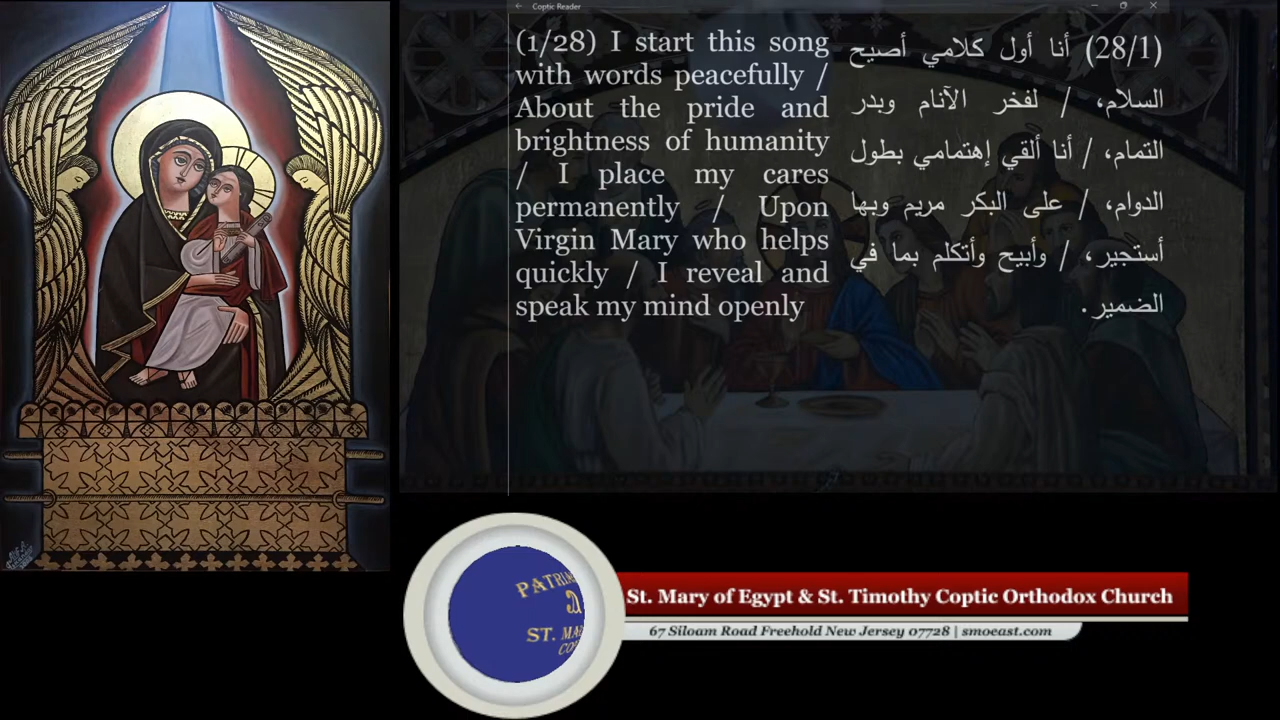 Coptic Reader
(1/28) I start this song
with words peacefully /
About the pride and
brightness of humanity
/ I place my cares
permanently / Upon
Virgin Mary who helps
quickly / I reveal and
speak my mind openly
(28/1) أنا أول كلامي أصيح
السلام، / لفخر الآنام وبدر
التمام، / أنا ألقي إهتمامي بطول
الدوام، / على البكر مريم وبها
أستجير، / وأبيح وأتكلم بما في
الضمير.
PATRI
ST. MA
CO
St. Mary of Egypt & St. Timothy Coptic Orthodox Church
67 Siloam Road Freehold New Jersey 07728 | smoeast.com